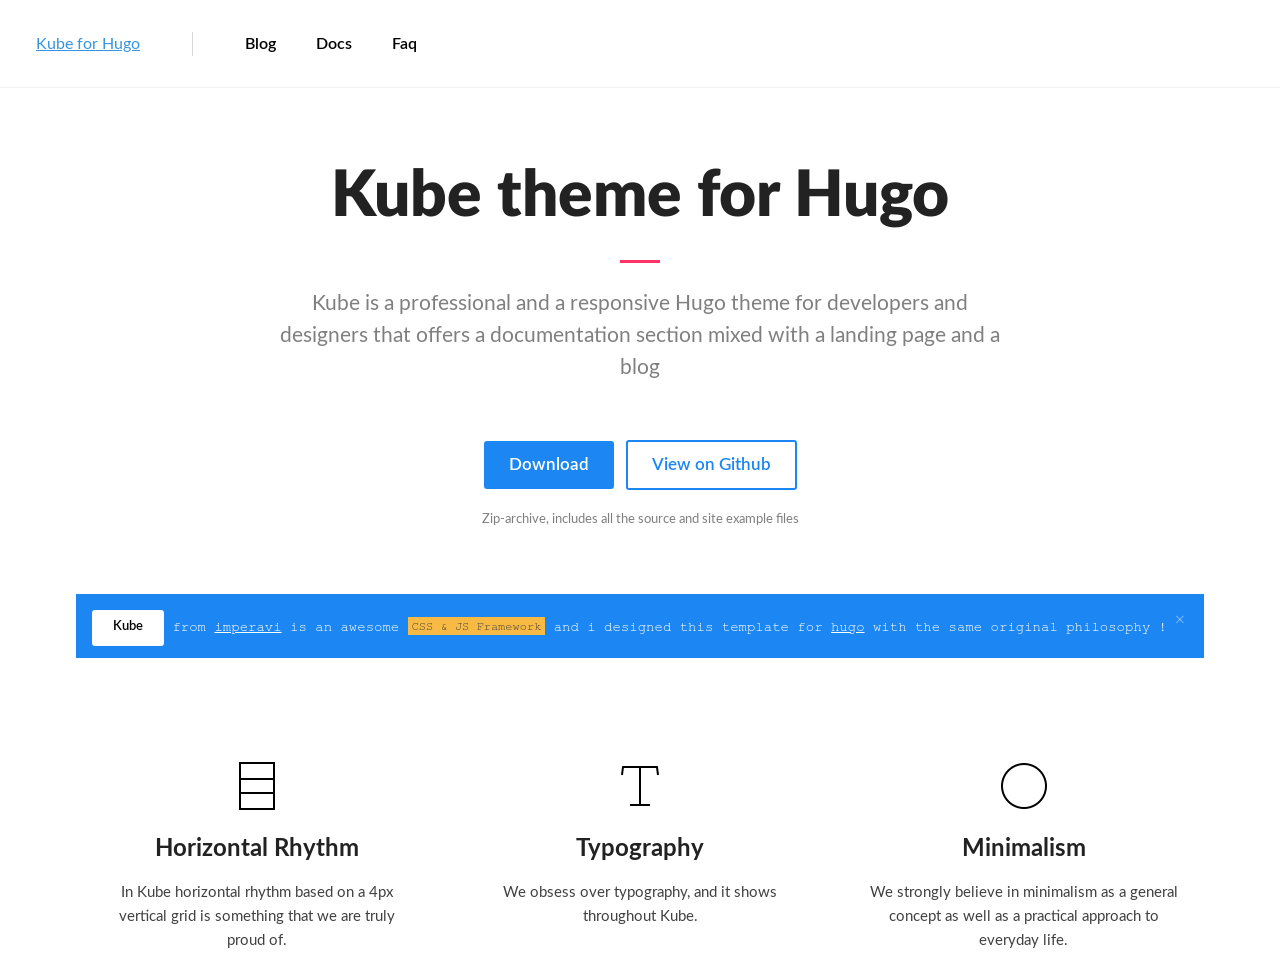 Kube for Hugo
Blog
Docs
Faq
Kube theme for Hugo
Kube is a professional and a responsive Hugo theme for developers and
designers that offers a documentation section mixed with a landing page and a
blog
Download
View on Github
Zip-archive, includes all the source and site example files
Kube from imperavi is an awesome CSS & JS Framework and i designed this template for hugo with the same original philosophy ! ×
Horizontal Rhythm
In Kube horizontal rhythm based on a 4px
vertical grid is something that we are truly
proud of.
Typography
We obsess over typography, and it shows
throughout Kube.
Minimalism
We strongly believe in minimalism as a general
concept as well as a practical approach to
everyday life.